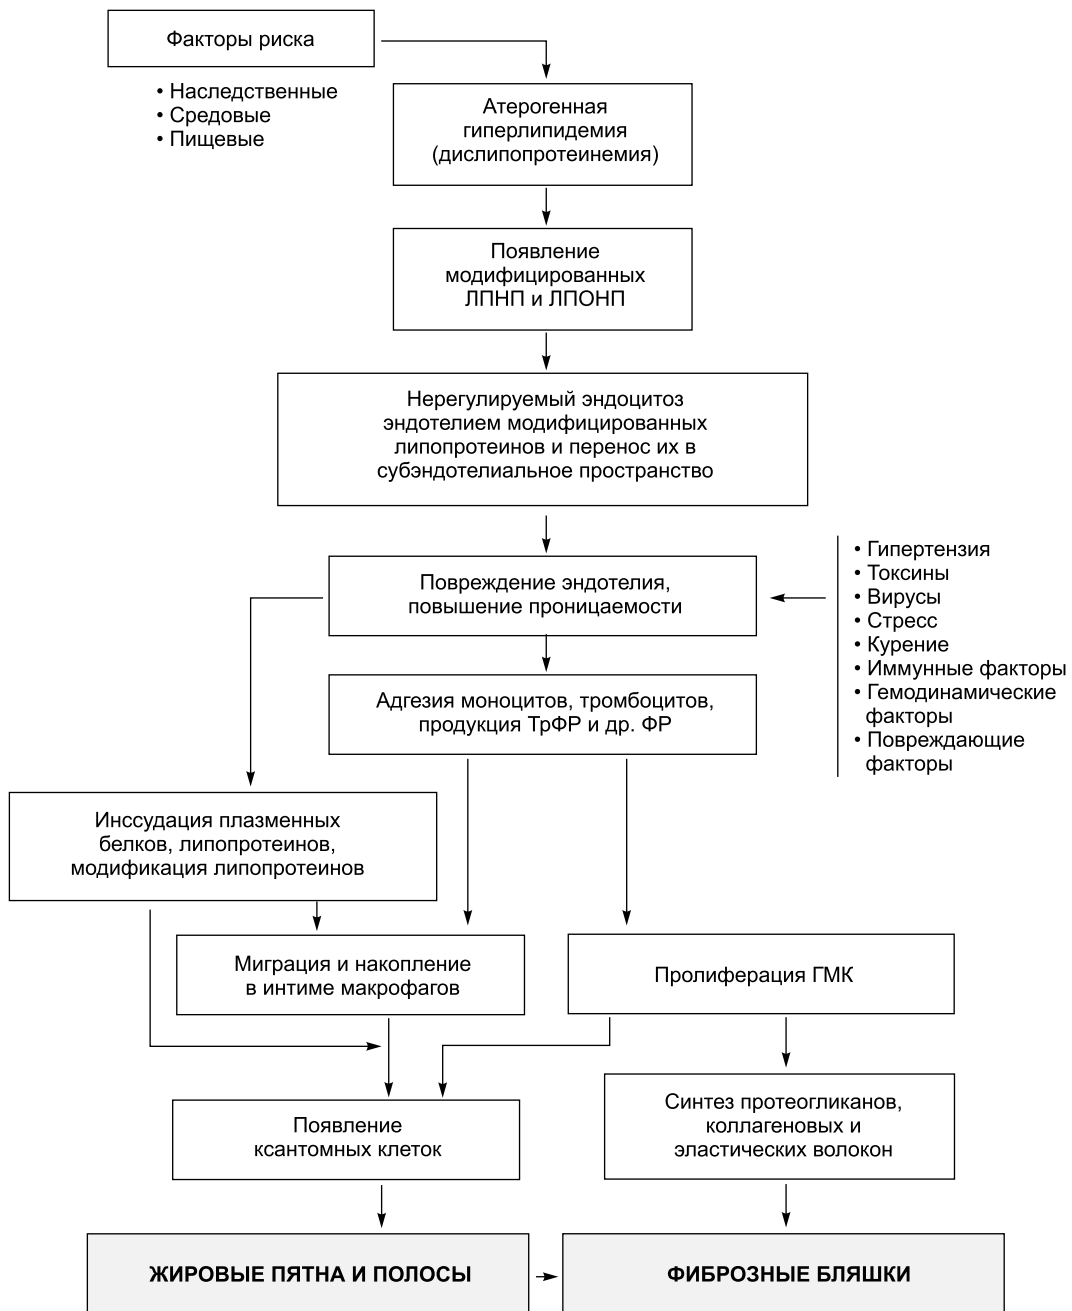 Факторы риска
• Наследственные
• Средовые
• Пищевые
Атерогенная
гиперлипидемия
(дислипопротеинемия)
Появление
модифицированных
ЛПНП и ЛПОНП
Нерегулируемый эндоцитоз
эндотелием модифицированных
липопротеинов и перенос их в
субэндотелиальное пространство
Повреждение эндотелия,
повышение проницаемости
• Гипертензия
• Токсины
• Вирусы
• Стресс
• Курение
• Иммунные факторы
• Гемодинамические
факторы
• Повреждающие
факторы
Адгезия моноцитов, тромбоцитов,
продукция ТрФР и др. ФР
Инссудация плазменных
белков, липопротеинов,
модификация липопротеинов
Миграция и накопление
в интиме макрофагов
Пролиферация ГМК
Появление
ксантомных клеток
Синтез протеогликанов,
коллагеновых и
эластических волокон
ЖИРОВЫЕ ПЯТНА И ПОЛОСЫ
ФИБРОЗНЫЕ БЛЯШКИ